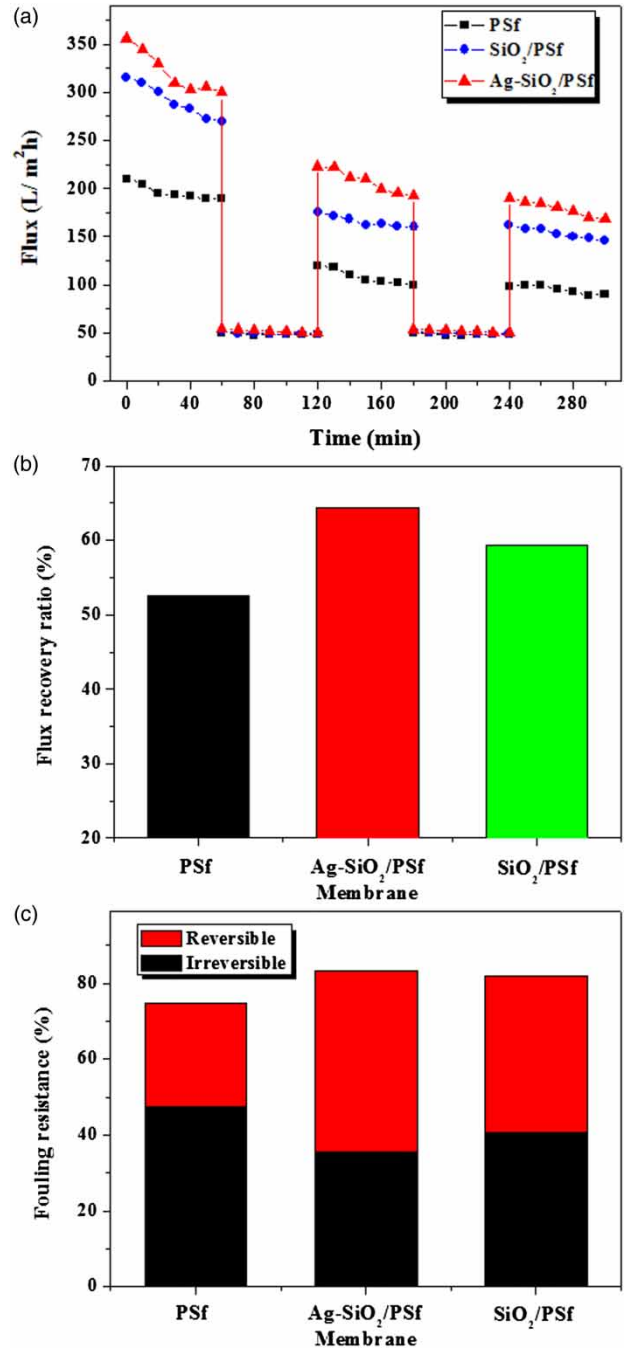 (a)
PSf
SiO₂/PSf
Ag-SiO₂/PSf
350
300
250
200
150
100
50
0
Flux (L/ m²h)
0 40 80 120 160 200 240 280
Time (min)
(b)
70
60
50
40
30
20
Flux recovery ratio (%)
PSf Ag-SiO₂/PSf SiO₂/PSf
Membrane
(c)
Reversible
Irreversible
80
60
40
20
0
Fouling resistance (%)
PSf Ag-SiO₂/PSf SiO₂/PSf
Membrane